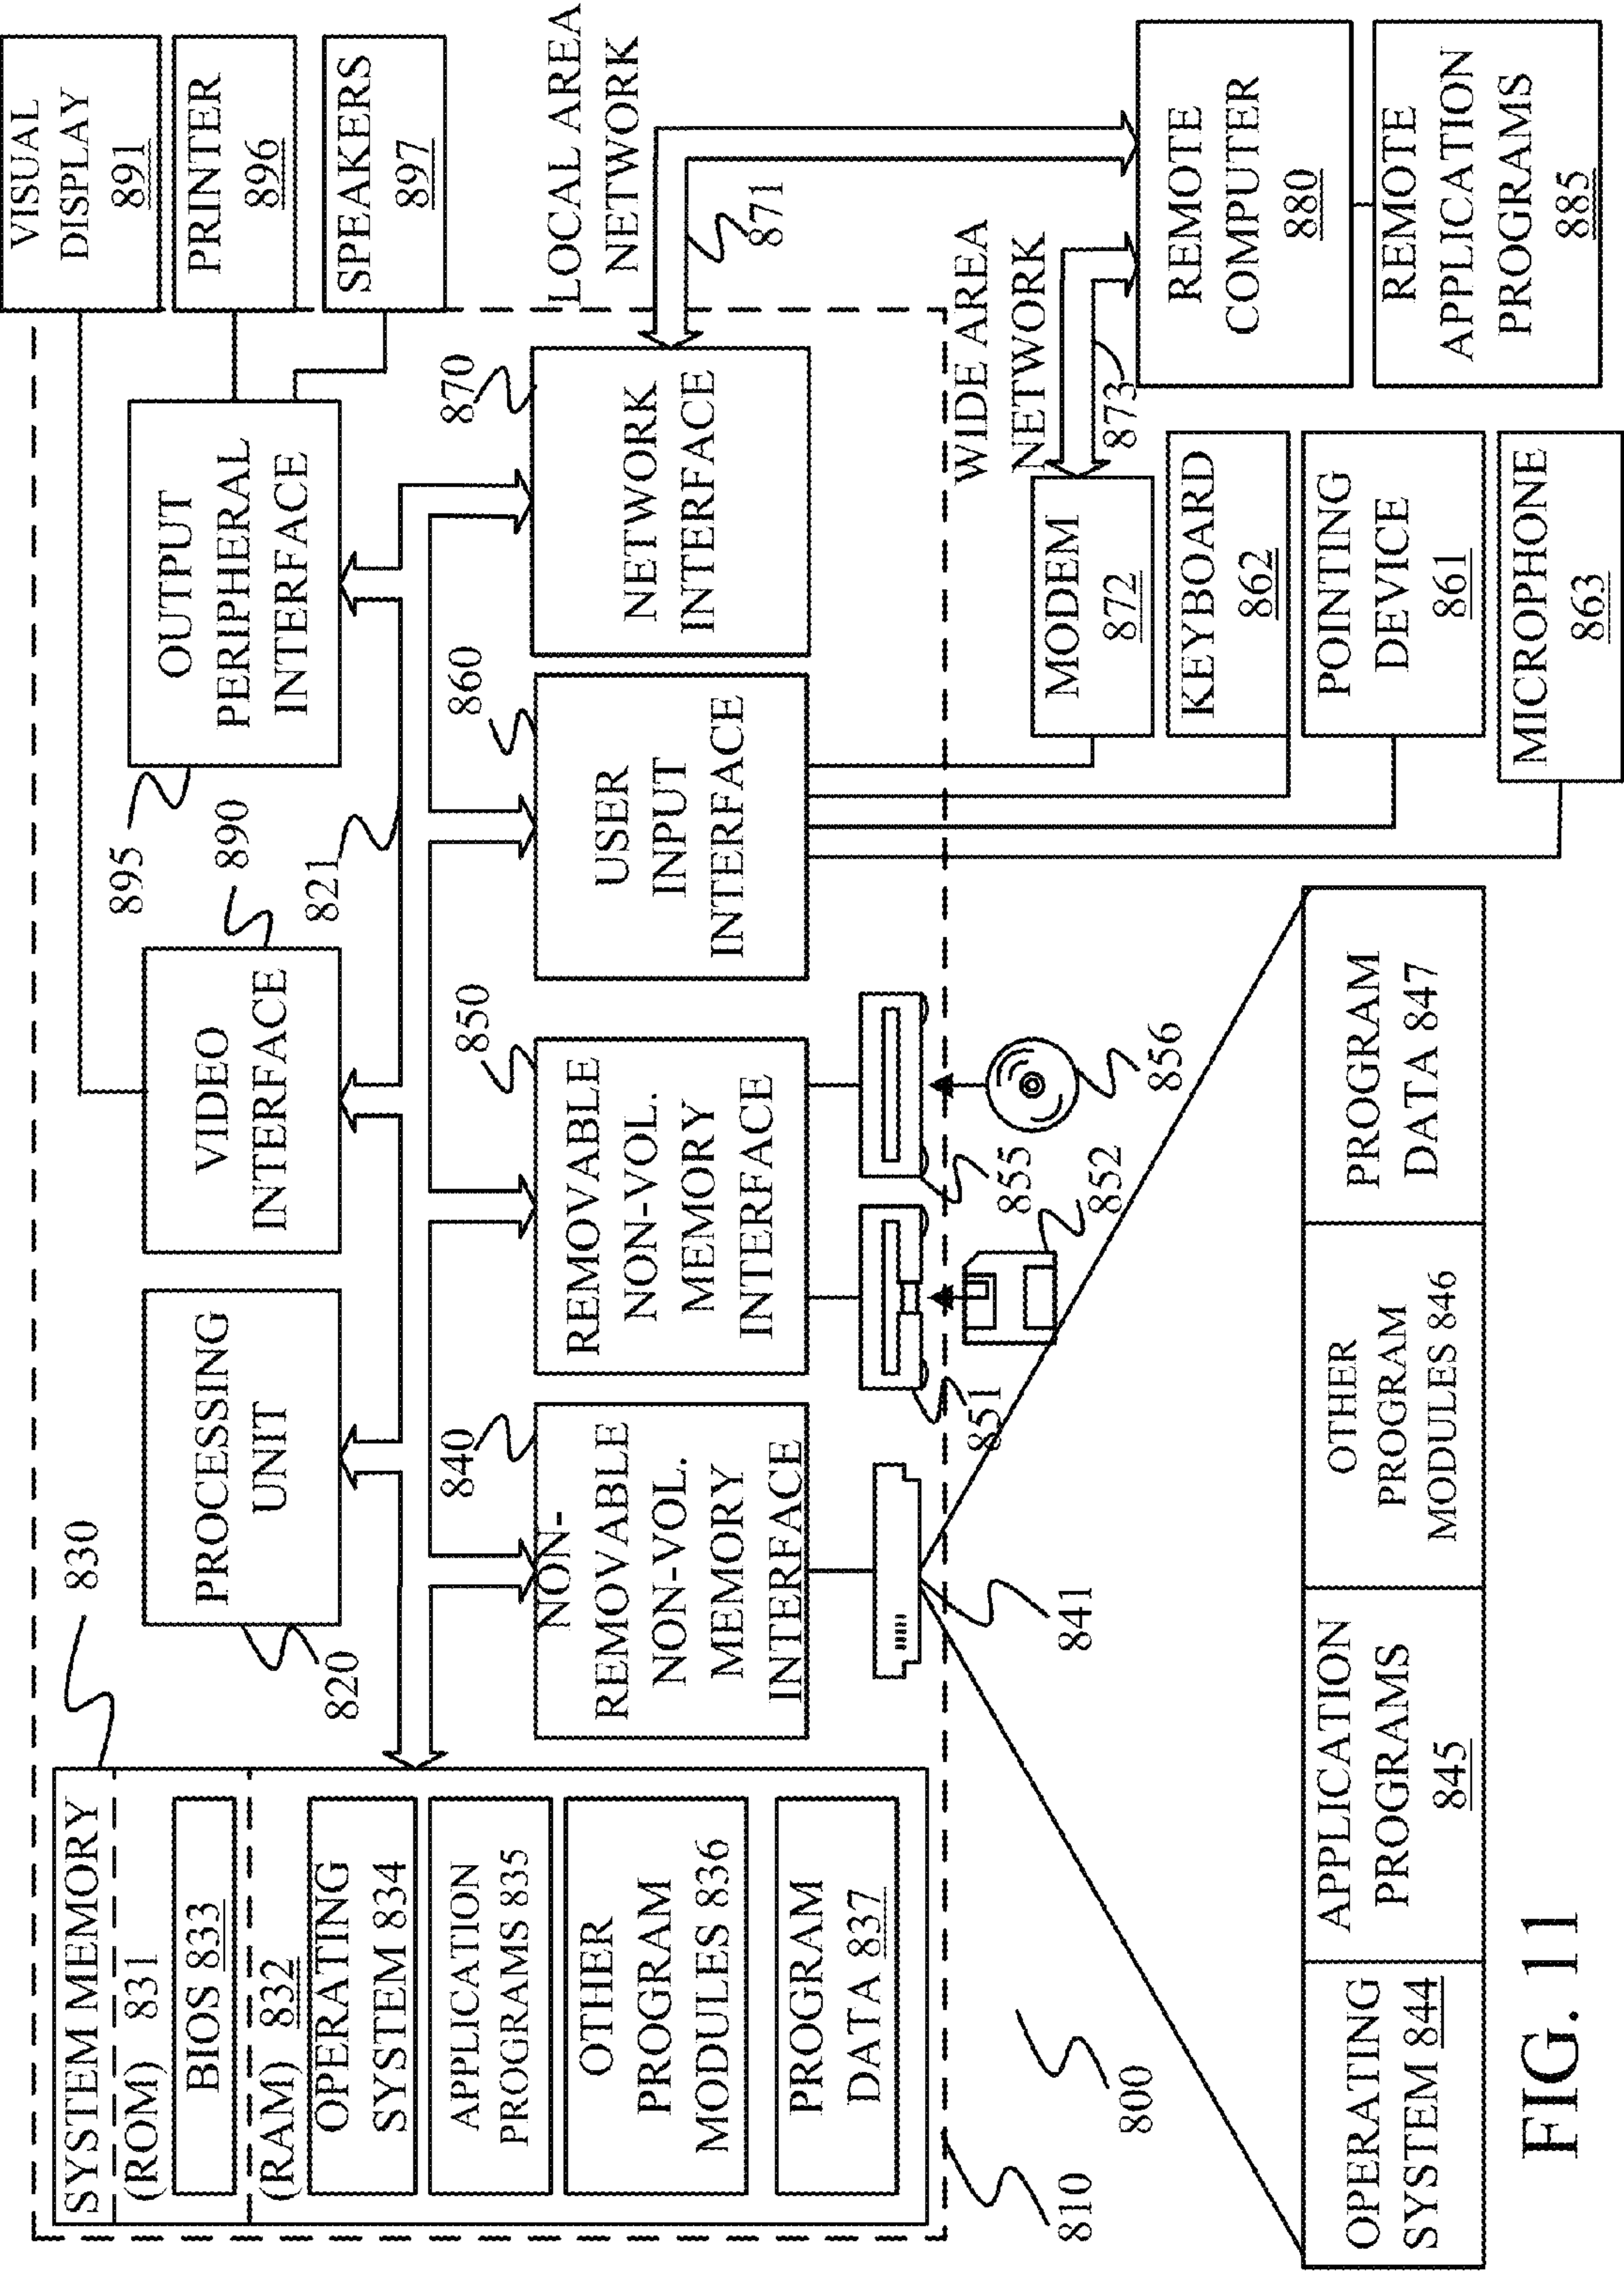 SYSTEM MEMORY
(ROM) 831
BIOS 833
(RAM) 832
OPERATING
SYSTEM 834
APPLICATION
PROGRAMS 835
OTHER
PROGRAM
MODULES 836
PROGRAM
DATA 837
830
PROCESSING
UNIT
820
VIDEO
INTERFACE
890
OUTPUT
PERIPHERAL
INTERFACE
895
821
VISUAL
DISPLAY
891
PRINTER
896
SPEAKERS
897
NON-
REMOVABLE
NON-VOL.
MEMORY
INTERFACE
840
REMOVABLE
NON-VOL.
MEMORY
INTERFACE
850
USER
INPUT
INTERFACE
860
NETWORK
INTERFACE
870
LOCAL AREA
NETWORK
871
841
851
852
855
856
WIDE AREA
NETWORK
873
MODEM
872
KEYBOARD
862
POINTING
DEVICE
861
MICROPHONE
863
REMOTE
COMPUTER
880
REMOTE
APPLICATION
PROGRAMS
885
810
800
OPERATING
SYSTEM 844
APPLICATION
PROGRAMS
845
OTHER
PROGRAM
MODULES 846
PROGRAM
DATA 847
FIG. 11